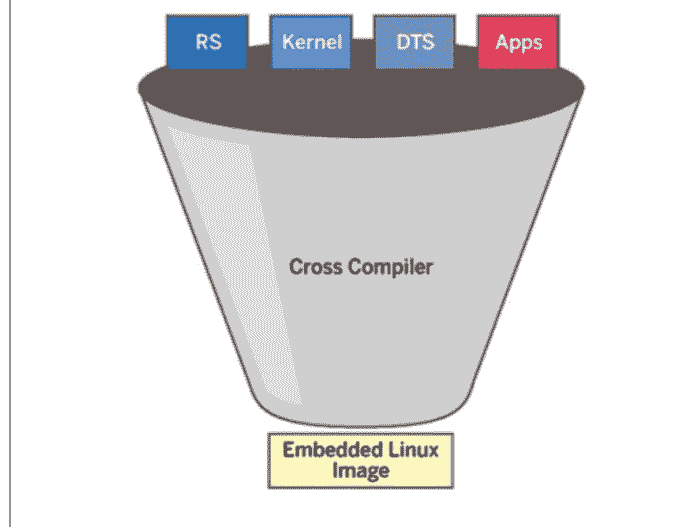 RS
Kernel
DTS
Apps
Cross Compiler
Embedded Linux
Image